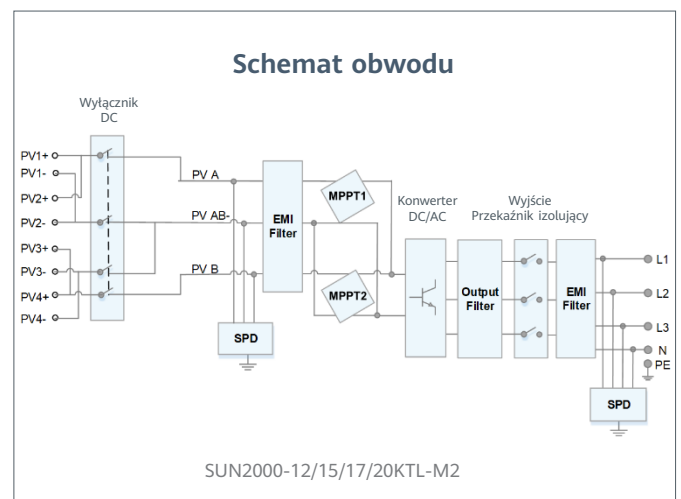 Schemat obwodu
Wyłącznik
DC
PV1+
PV1-
PV2+
PV2-
PV3+
PV3-
PV4+
PV4-
PV A
PV AB-
PV B
EMI
Filter
MPPT1
MPPT2
SPD
Konwerter
DC/AC
Output
Filter
Wyjście
Przekaźnik izolujący
EMI
Filter
L1
L2
L3
N
PE
SPD
SUN2000-12/15/17/20KTL-M2